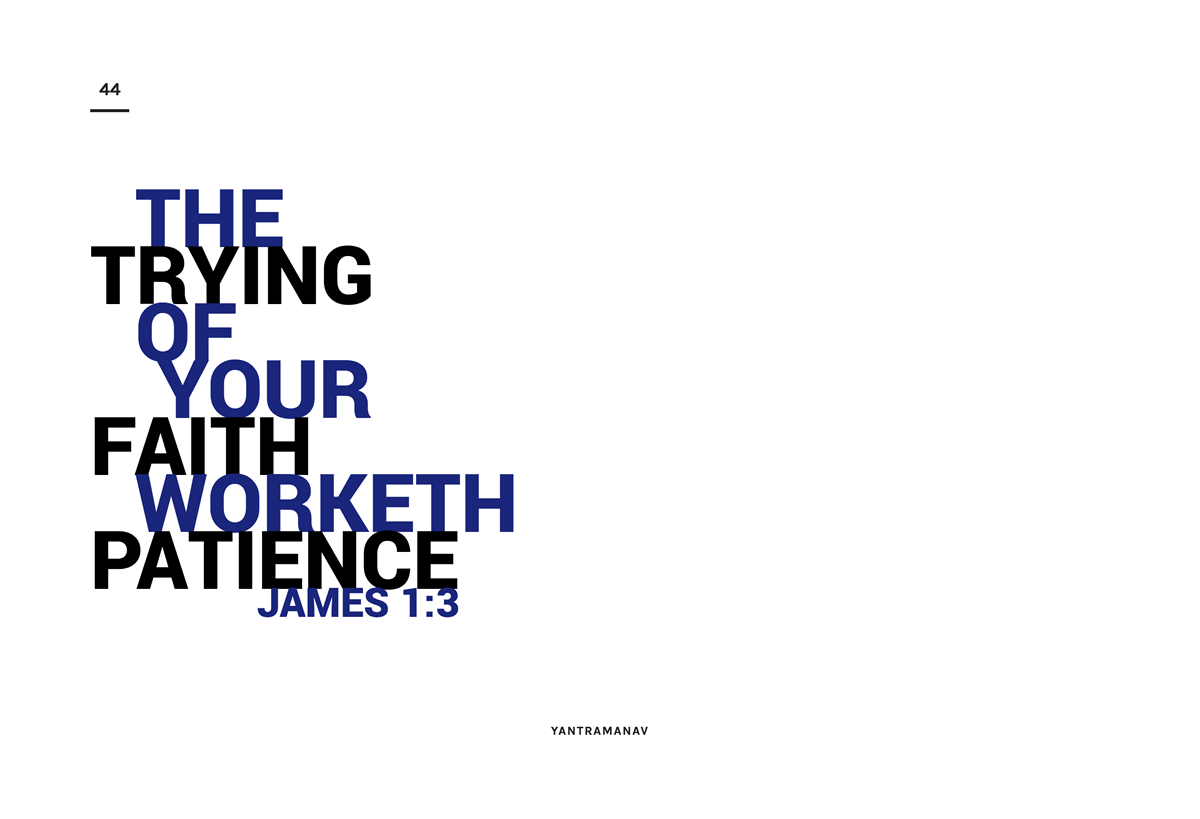 44
THE
TRYING
OF
YOUR
FAITH
WORKETH
PATIENCE
JAMES 1:3
YANTRAMANAV